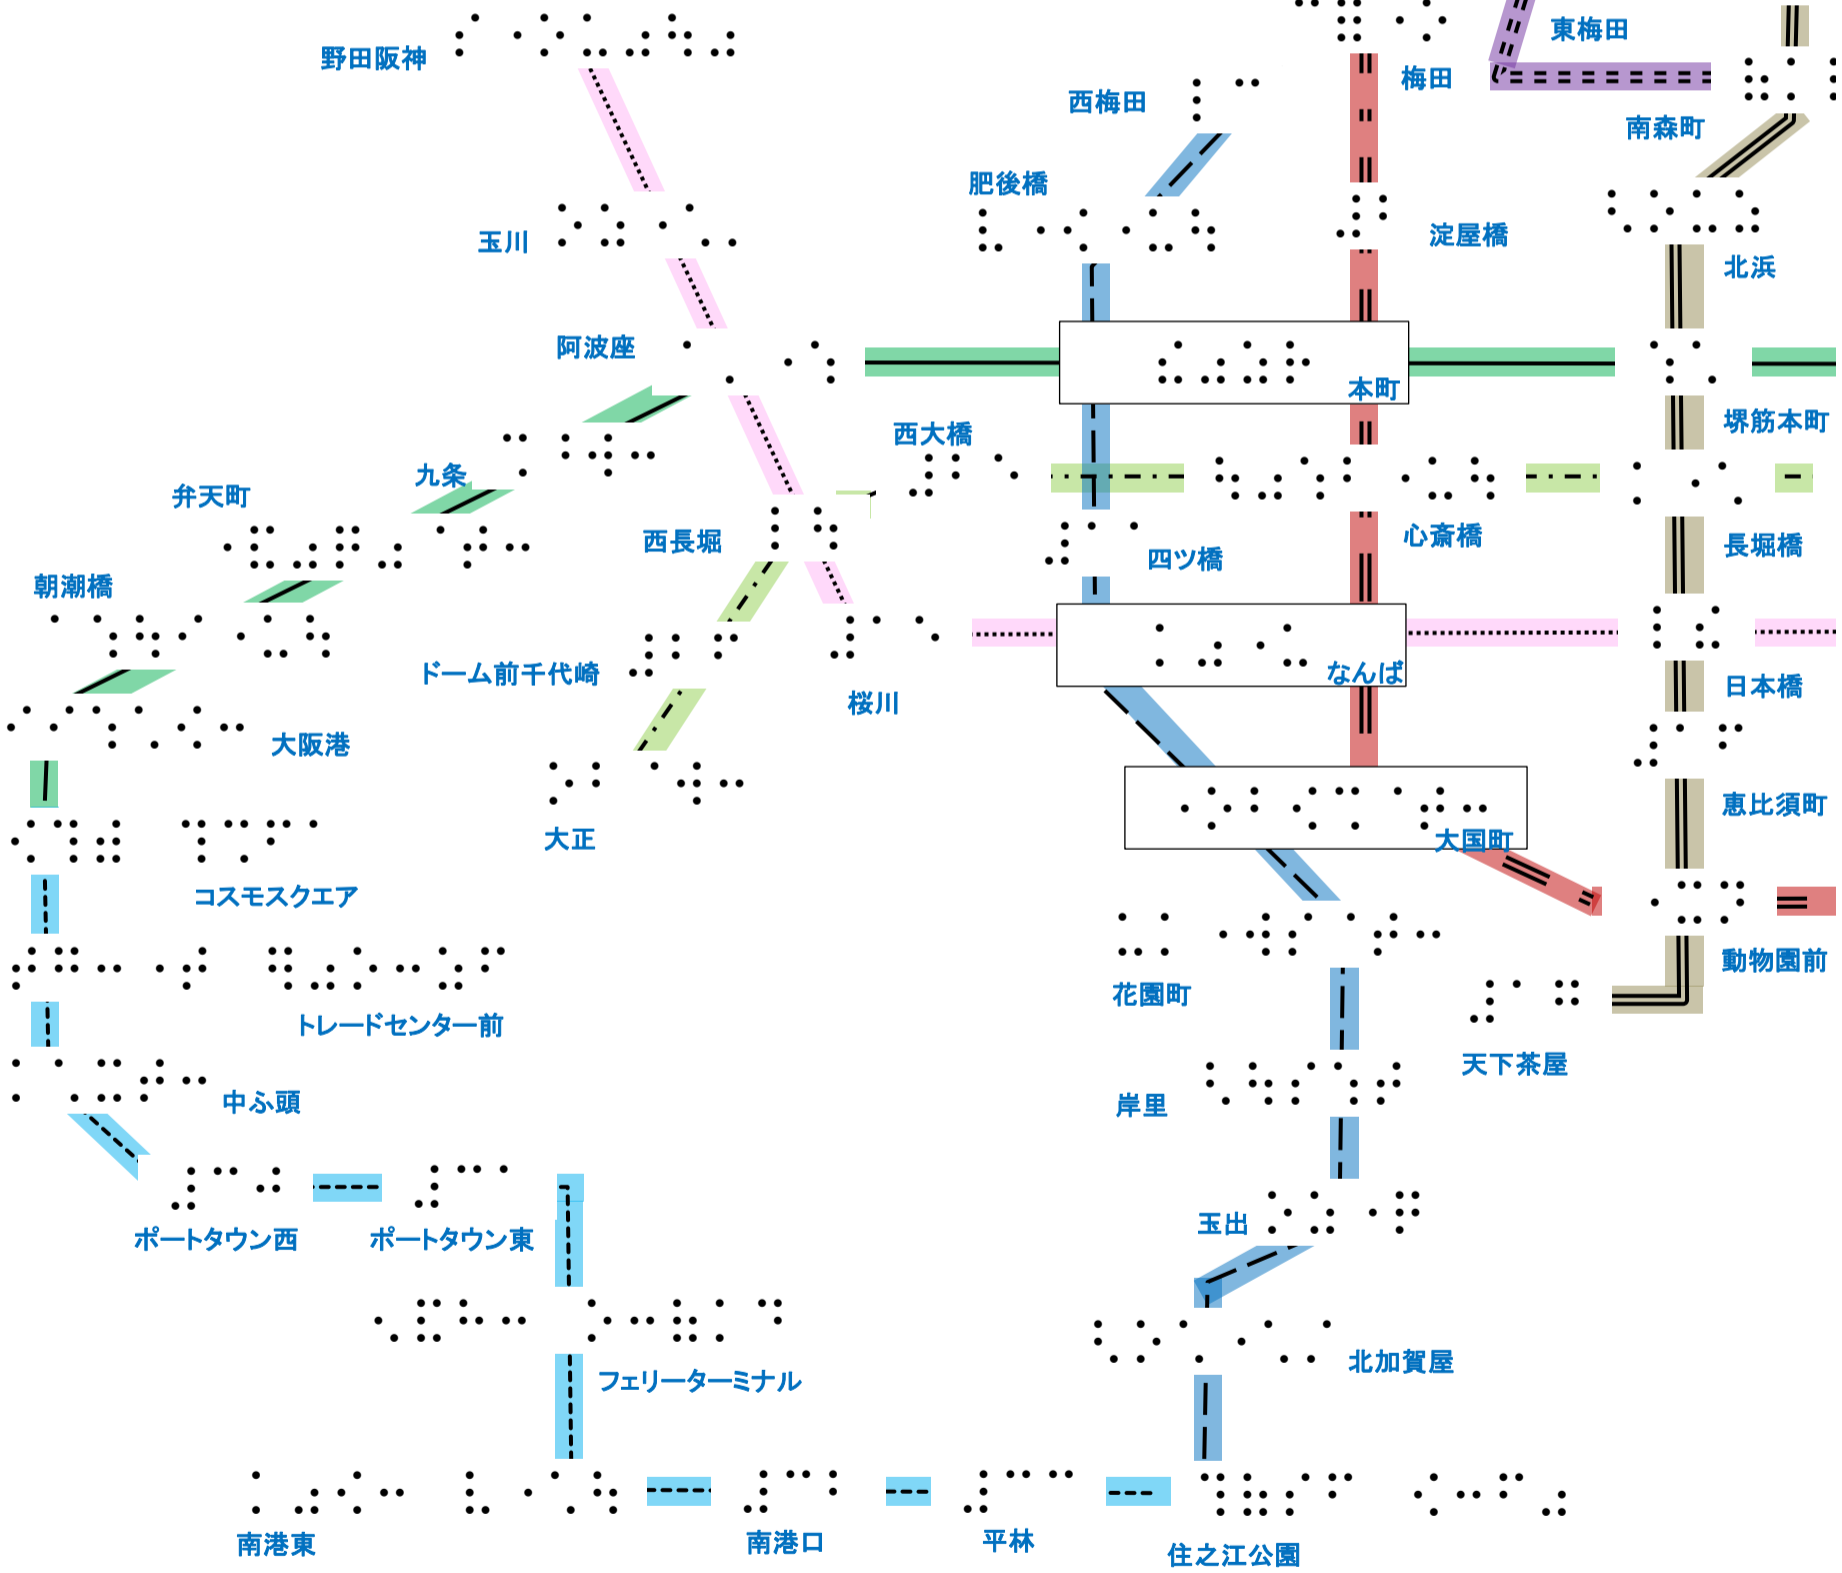 東梅田
野田阪神
梅田
西梅田
南森町
肥後橋
淀屋橋
玉川
北浜
阿波座
本町
堺筋本町
西大橋
九条
弁天町
心斎橋
西長堀
長堀橋
四ツ橋
朝潮橋
ドーム前千代崎
なんば
日本橋
桜川
大阪港
恵比須町
大正
大国町
コスモスクエア
動物園前
花園町
トレードセンター前
天下茶屋
中ふ頭
岸里
玉出
ポートタウン西
ポートタウン東
北加賀屋
フェリーターミナル
南港東
南港口
平林
住之江公園